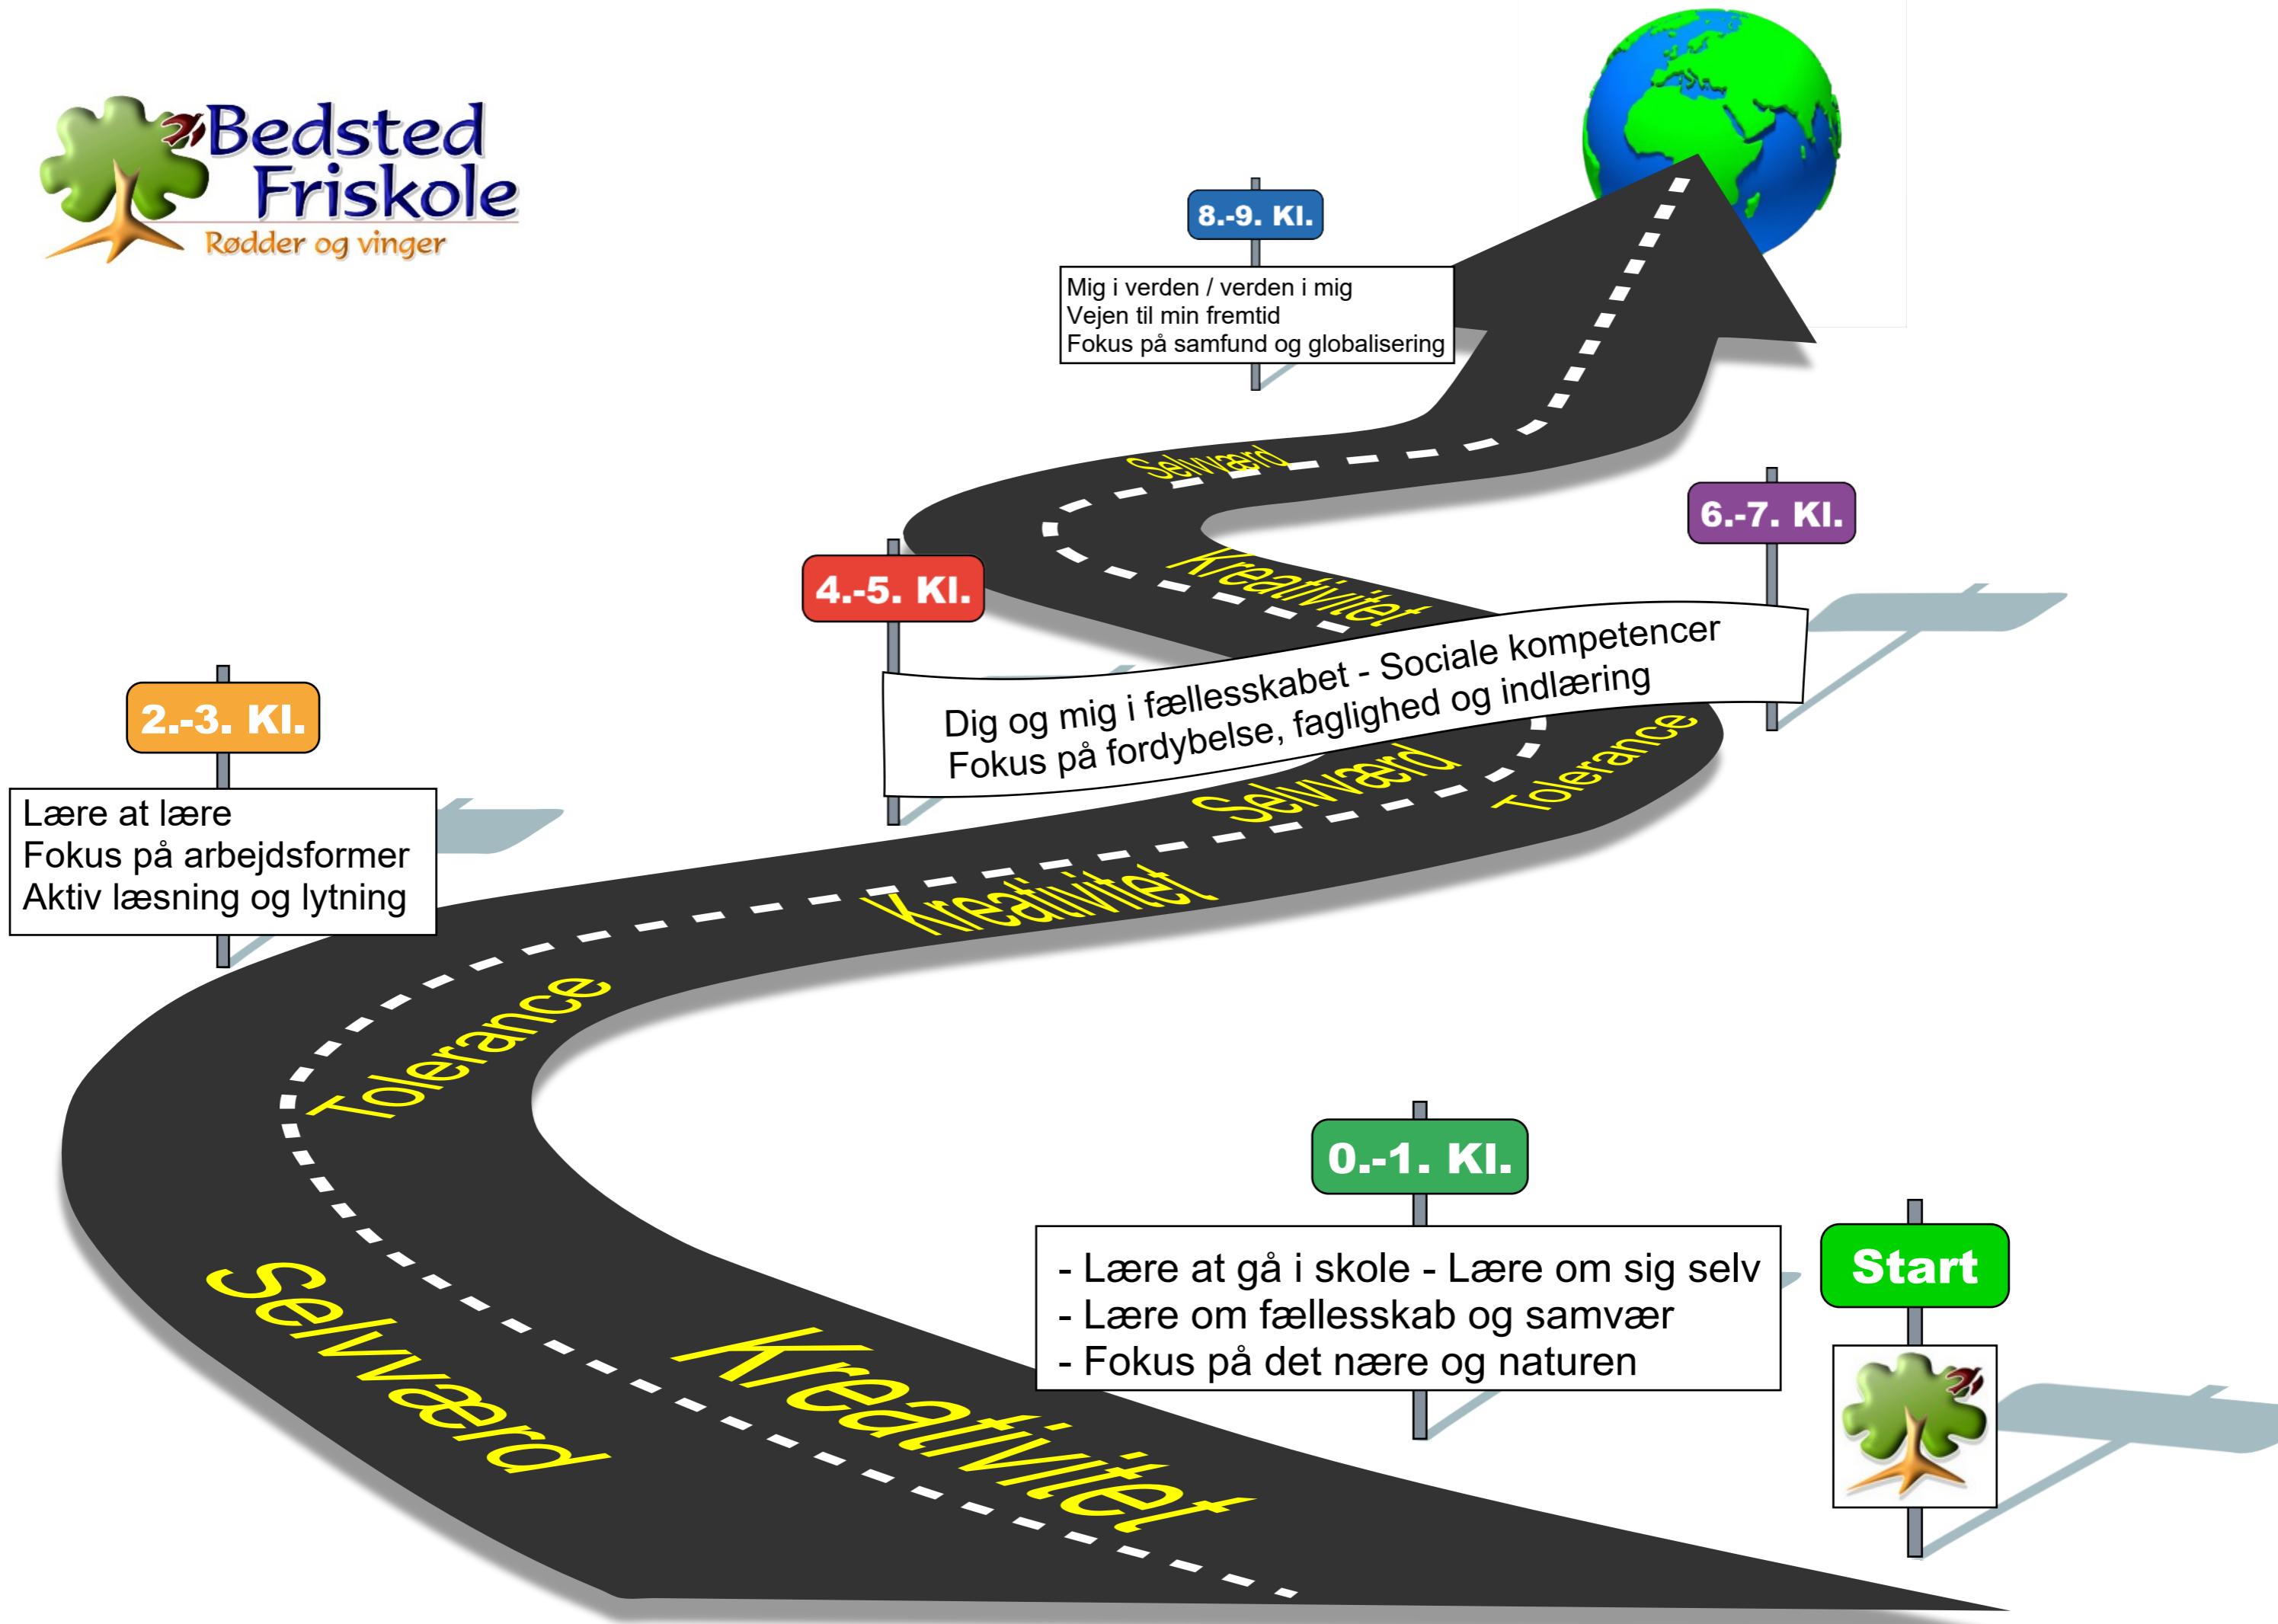 Bedsted
Friskole
Rødder og vinger
8.-9. Kl.
Mig i verden / verden i mig
Vejen til min fremtid
Fokus på samfund og globalisering
Selvværd
6.-7. Kl.
Kreativitet
4.-5. Kl.
Dig og mig i fællesskabet - Sociale kompetencer
Fokus på fordybelse, faglighed og indlæring
Tolerance
Selvværd
2.-3. Kl.
Lære at lære
Fokus på arbejdsformer
Aktiv læsning og lytning
Kreativitet
Tolerance
0.-1. Kl.
- Lære at gå i skole - Lære om sig selv
- Lære om fællesskab og samvær
- Fokus på det nære og naturen
Start
Selvværd
Kreativitet